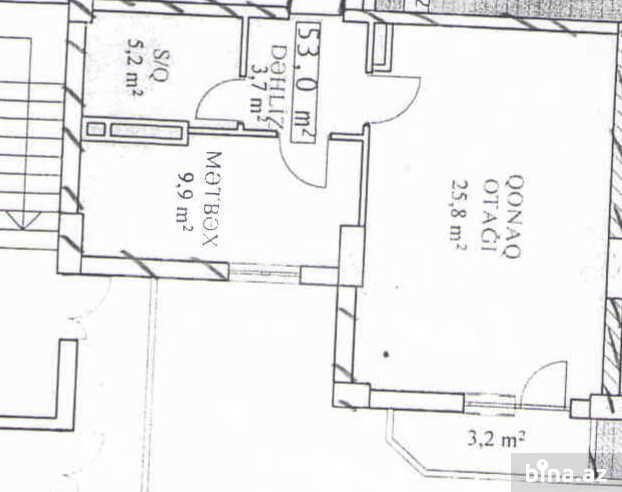 S/Q
5,2 m²
DƏHLİZ
3,7 m²
53,0 m²
MƏTBƏX
9,9 m²
QONAQ
OTAĞI
25,8 m²
3,2 m²
bina.az